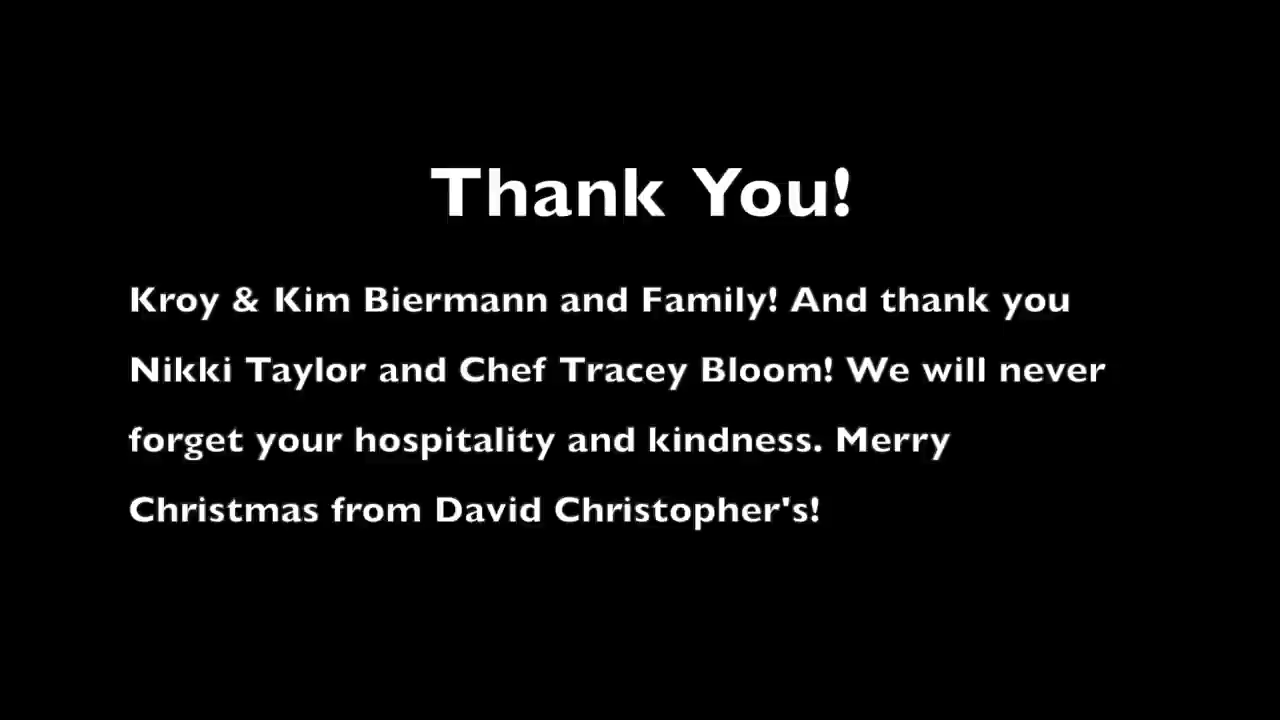 Thank You!
Kroy & Kim Biermann and Family! And thank you
Nikki Taylor and Chef Tracey Bloom! We will never
forget your hospitality and kindness. Merry
Christmas from David Christopher's!